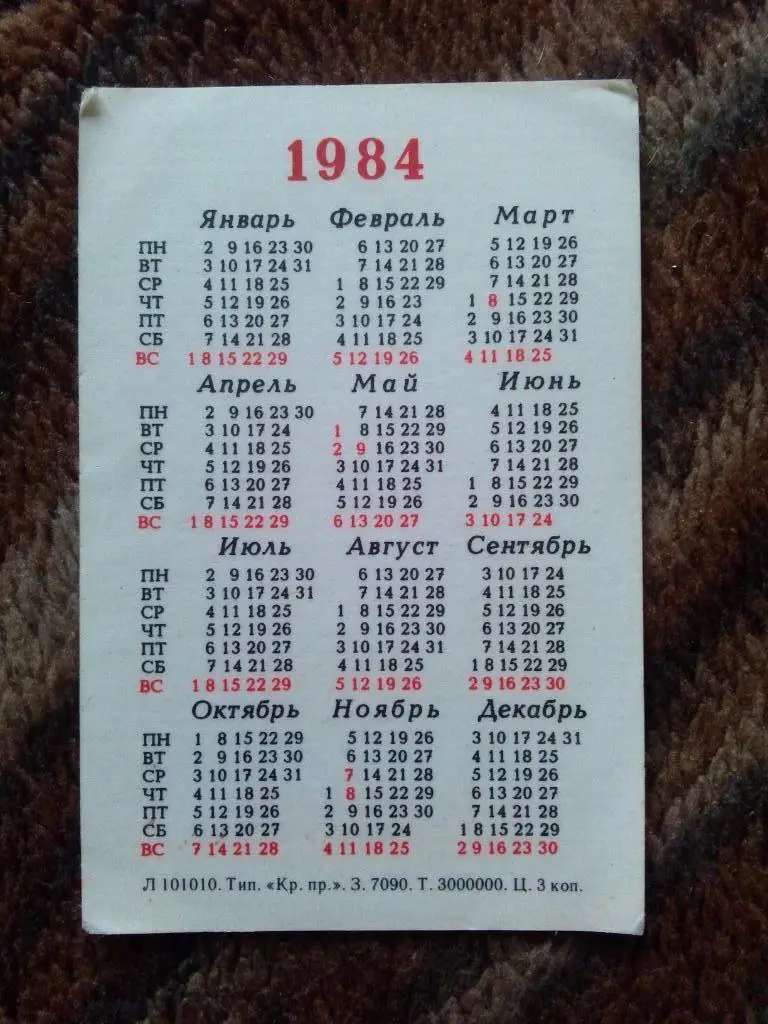 1984
Январь Февраль Март
ПН 2 9 16 23 30 6 13 20 27 5 12 19 26
ВТ 3 10 17 24 31 7 14 21 28 6 13 20 27
СР 4 11 18 25 1 8 15 22 29 7 14 21 28
ЧТ 5 12 19 26 2 9 16 23 1 8 15 22 29
ПТ 6 13 20 27 3 10 17 24 2 9 16 23 30
СБ 7 14 21 28 4 11 18 25 3 10 17 24 31
ВС 1 8 15 22 29 5 12 19 26 4 11 18 25
Апрель Май Июнь
ПН 2 9 16 23 30 7 14 21 28 4 11 18 25
ВТ 3 10 17 24 1 8 15 22 29 5 12 19 26
СР 4 11 18 25 2 9 16 23 30 6 13 20 27
ЧТ 5 12 19 26 3 10 17 24 31 7 14 21 28
ПТ 6 13 20 27 4 11 18 25 1 8 15 22 29
СБ 7 14 21 28 5 12 19 26 2 9 16 23 30
ВС 1 8 15 22 29 6 13 20 27 3 10 17 24
Июль Август Сентябрь
ПН 2 9 16 23 30 6 13 20 27 3 10 17 24
ВТ 3 10 17 24 31 7 14 21 28 4 11 18 25
СР 4 11 18 25 1 8 15 22 29 5 12 19 26
ЧТ 5 12 19 26 2 9 16 23 30 6 13 20 27
ПТ 6 13 20 27 3 10 17 24 31 7 14 21 28
СБ 7 14 21 28 4 11 18 25 1 8 15 22 29
ВС 1 8 15 22 29 5 12 19 26 2 9 16 23 30
Октябрь Ноябрь Декабрь
ПН 1 8 15 22 29 5 12 19 26 3 10 17 24 31
ВТ 2 9 16 23 30 6 13 20 27 4 11 18 25
СР 3 10 17 24 31 7 14 21 28 5 12 19 26
ЧТ 4 11 18 25 1 8 15 22 29 6 13 20 27
ПТ 5 12 19 26 2 9 16 23 30 7 14 21 28
СБ 6 13 20 27 3 10 17 24 1 8 15 22 29
ВС 7 14 21 28 4 11 18 25 2 9 16 23 30
Л 101010. Тип. «Кр. пр.». З. 7090. Т. 3000000. Ц. 3 коп.